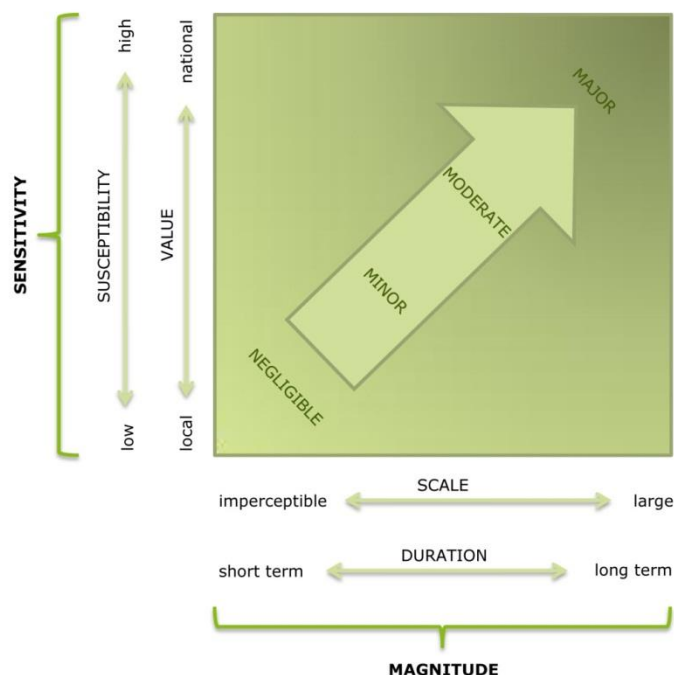 high
national
MAJOR
SENSITIVITY
SUSCEPTIBILITY
VALUE
MODERATE
MINOR
NEGLIGIBLE
low
local
SCALE
imperceptible
large
DURATION
short term
long term
MAGNITUDE